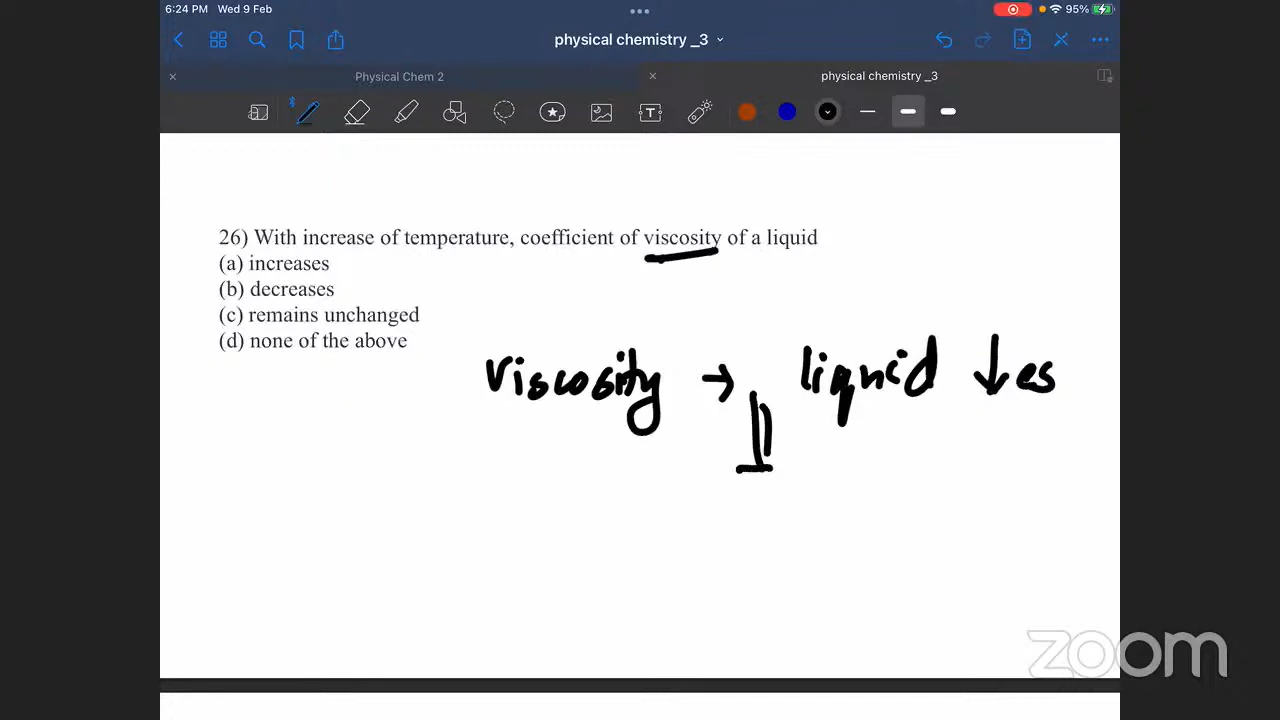 6:24 PM Wed 9 Feb
95%
physical chemistry _3
Physical Chem 2
physical chemistry _3
26) With increase of temperature, coefficient of viscosity of a liquid
(a) increases
(b) decreases
(c) remains unchanged
(d) none of the above
viscosity → liquid ↓es
zoom